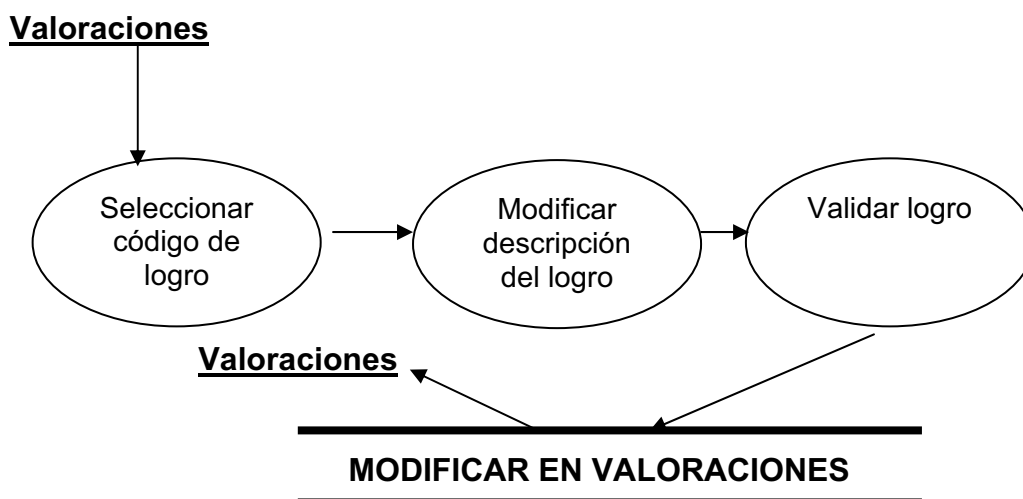 Valoraciones
Seleccionar
código de
logro
Modificar
descripción
del logro
Validar logro
Valoraciones
MODIFICAR EN VALORACIONES